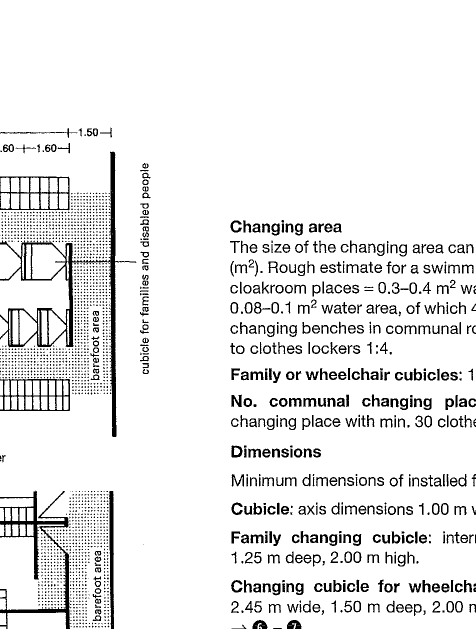 1.50
.60
1.60
cubicle for families and disabled people
barefoot area
er
barefoot area
Changing area
The size of the changing area can
(m²). Rough estimate for a swimm
cloakroom places = 0.3–0.4 m² wa
0.08–0.1 m² water area, of which 4
changing benches in communal ro
to clothes lockers 1:4.
Family or wheelchair cubicles: 1
No. communal changing plac
changing place with min. 30 clothe
Dimensions
Minimum dimensions of installed f
Cubicle: axis dimensions 1.00 m w
Family changing cubicle: interr
1.25 m deep, 2.00 m high.
Changing cubicle for wheelcha
2.45 m wide, 1.50 m deep, 2.00 m
→ ❻ – ❼